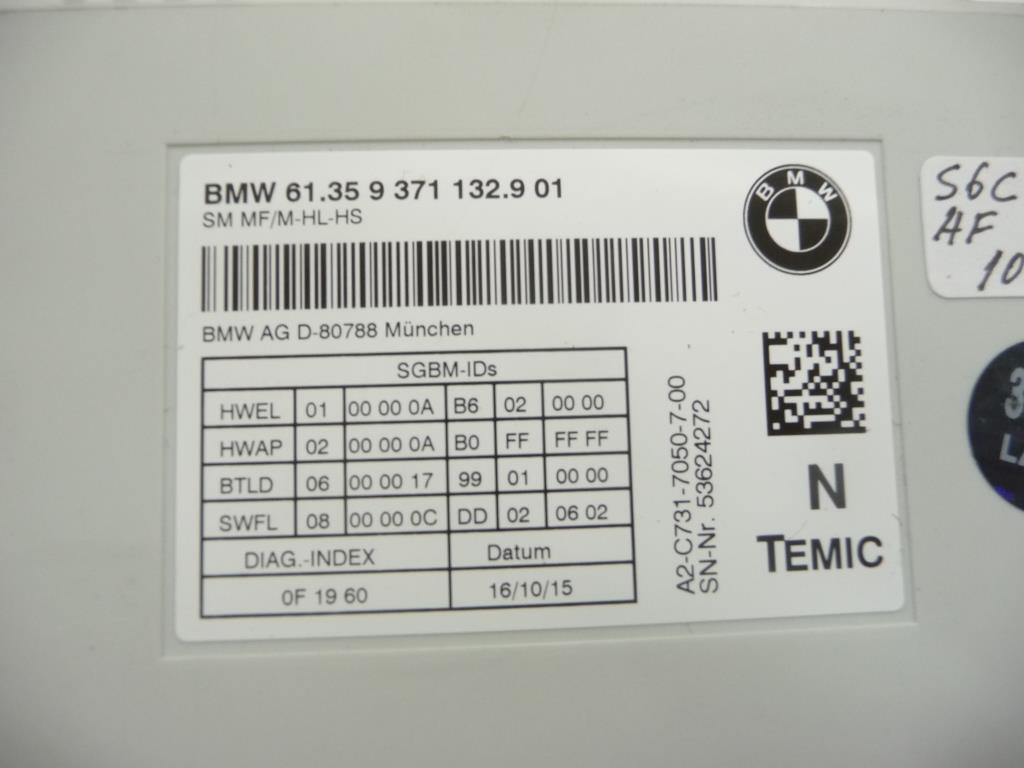 BMW 61.35 9 371 132.9 01
SM MF/M-HL-HS
BMW
BMW AG D-80788 München
SGBM-IDs
HWEL 01 00 00 0A B6 02 00 00
HWAP 02 00 00 0A B0 FF FF FF
BTLD 06 00 00 17 99 01 00 00
SWFL 08 00 00 0C DD 02 06 02
DIAG.-INDEX Datum
0F 19 60 16/10/15
A2-C731-7050-7-00
SN-Nr. 53624272
N
TEMIC
S6C
AF
10
3